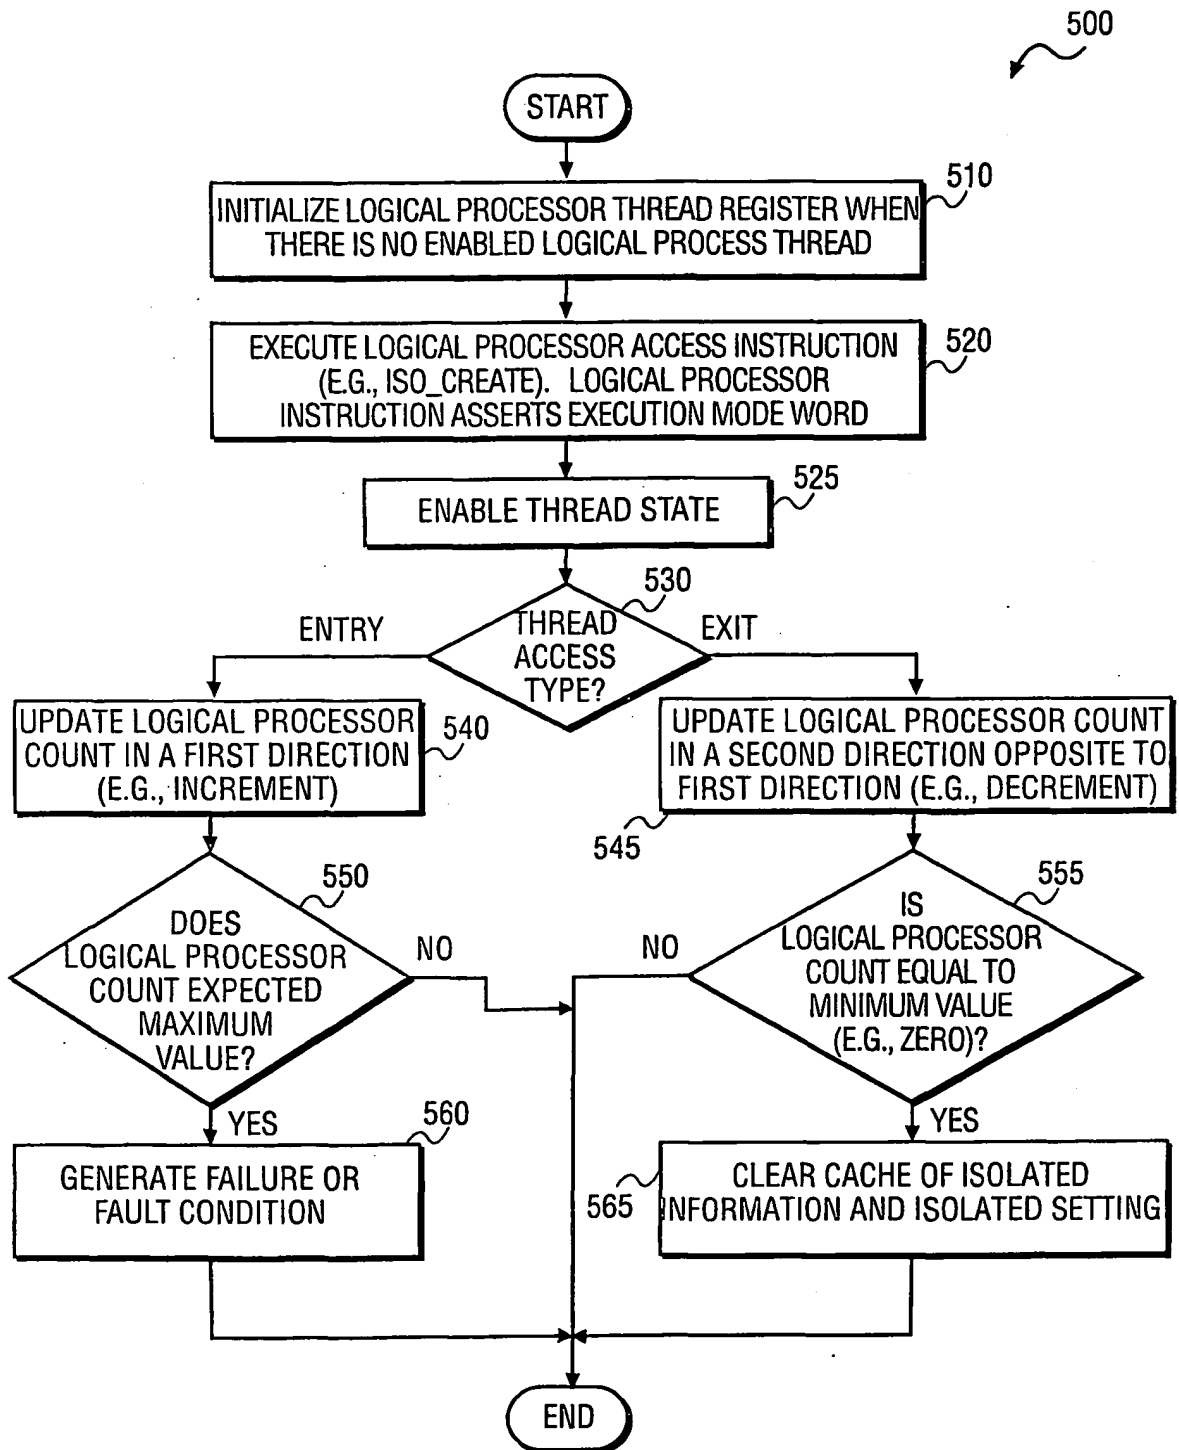 500
START
510
INITIALIZE LOGICAL PROCESSOR THREAD REGISTER WHEN
THERE IS NO ENABLED LOGICAL PROCESS THREAD
520
EXECUTE LOGICAL PROCESSOR ACCESS INSTRUCTION
(E.G., ISO_CREATE). LOGICAL PROCESSOR
INSTRUCTION ASSERTS EXECUTION MODE WORD
525
ENABLE THREAD STATE
530
THREAD
ACCESS
TYPE?
ENTRY
EXIT
UPDATE LOGICAL PROCESSOR
COUNT IN A FIRST DIRECTION
(E.G., INCREMENT)
540
UPDATE LOGICAL PROCESSOR COUNT
IN A SECOND DIRECTION OPPOSITE TO
FIRST DIRECTION (E.G., DECREMENT)
545
550
DOES
LOGICAL PROCESSOR
COUNT EXPECTED
MAXIMUM
VALUE?
NO
YES
555
IS
LOGICAL PROCESSOR
COUNT EQUAL TO
MINIMUM VALUE
(E.G., ZERO)?
NO
YES
560
GENERATE FAILURE OR
FAULT CONDITION
565
CLEAR CACHE OF ISOLATED
INFORMATION AND ISOLATED SETTING
END